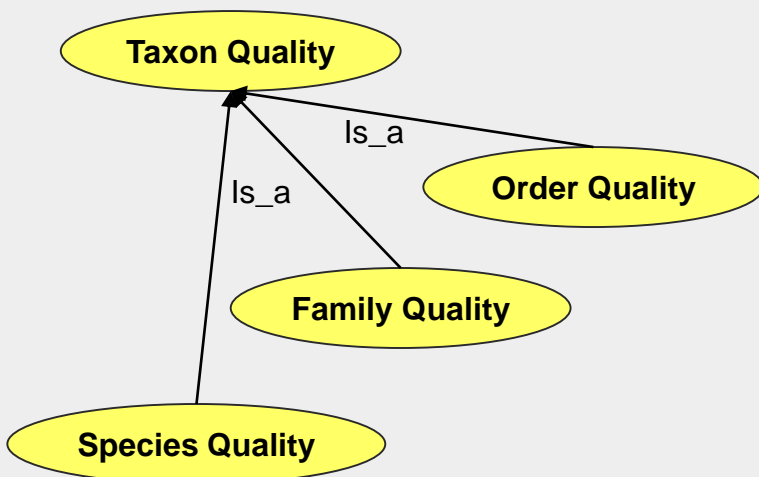 Taxon Quality
Is_a
Order Quality
Is_a
Family Quality
Species Quality